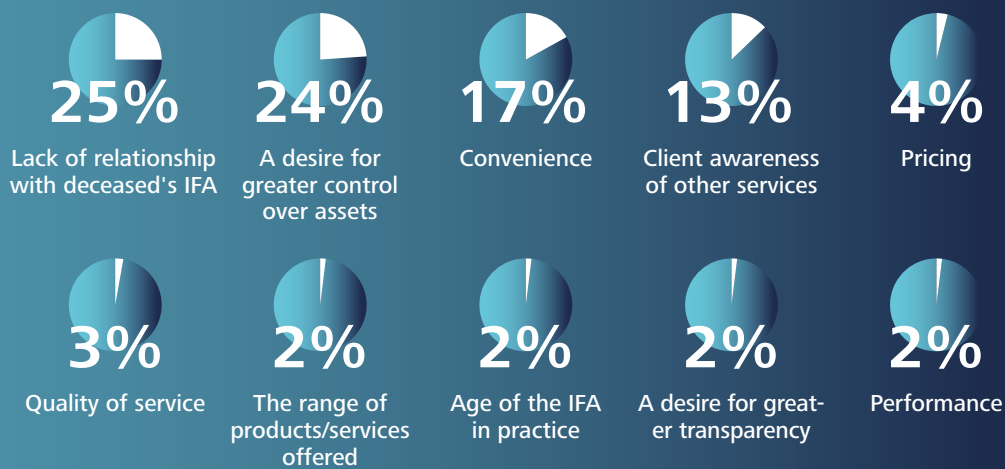 25%
Lack of relationship
with deceased's IFA
24%
A desire for
greater control
over assets
17%
Convenience
13%
Client awareness
of other services
4%
Pricing
3%
Quality of service
2%
The range of
products/services
offered
2%
Age of the IFA
in practice
2%
A desire for great-
er transparency
2%
Performance